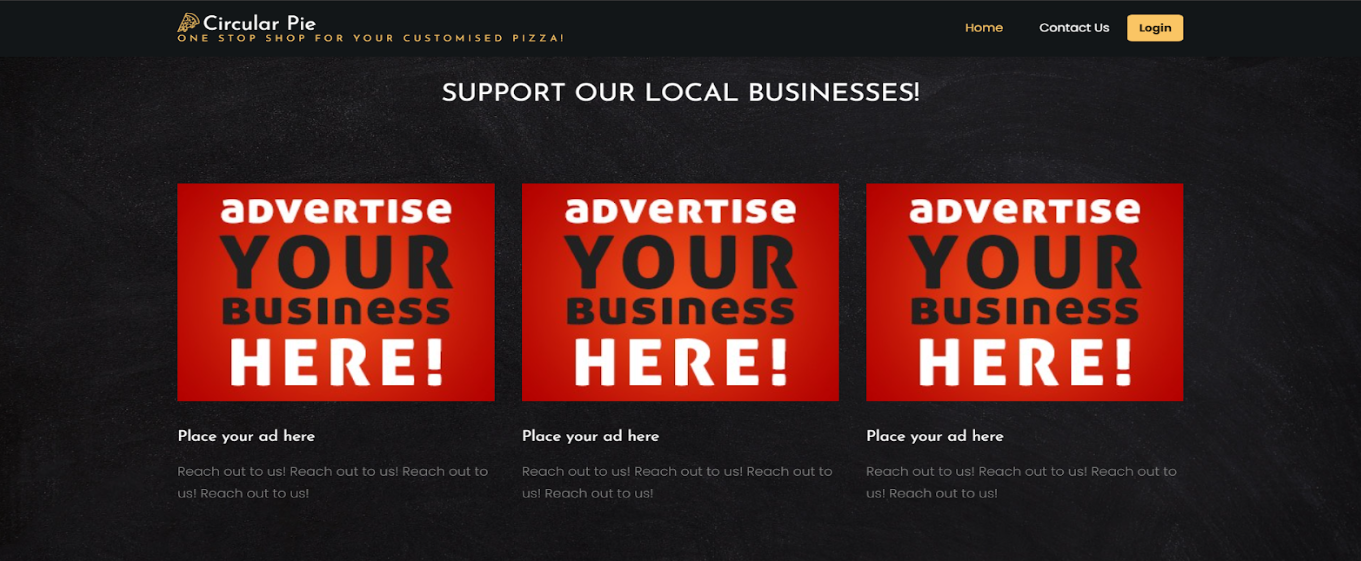 Circular Pie
ONE STOP SHOP FOR YOUR CUSTOMISED PIZZA!
Home Contact Us Login
SUPPORT OUR LOCAL BUSINESSES!
aDVeRTISe
YOUR
BUSIness
HERE!
aDVeRTISe
YOUR
BUSIness
HERE!
aDVeRTISe
YOUR
BUSIness
HERE!
Place your ad here
Reach out to us! Reach out to us! Reach out to
us! Reach out to us!
Place your ad here
Reach out to us! Reach out to us! Reach out to
us! Reach out to us!
Place your ad here
Reach out to us! Reach out to us! Reach out to
us! Reach out to us!